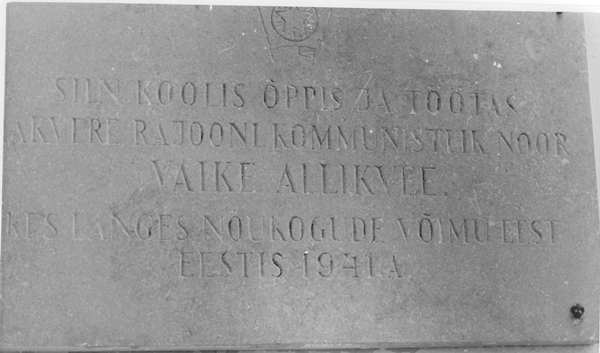 SIIN KOOLIS ÕPPIS JA TÖÖTAS
AKVERE RAJOONI KOMMUNISTLIK NOOR
VAIKE ALLIKVEE.
KES LANGES NÕUKOGUDE VÕIMU EEST
EESTIS 1941.A.